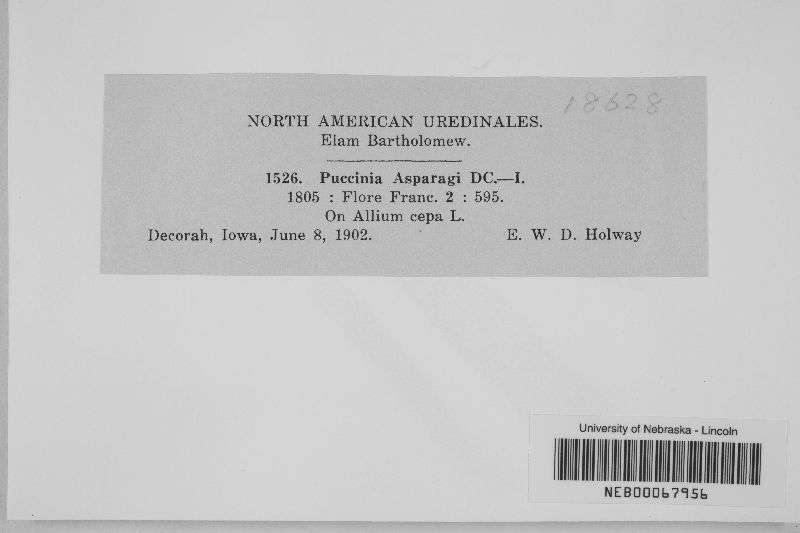 18628
NORTH AMERICAN UREDINALES.
Elam Bartholomew.
1526. Puccinia Asparagi DC.—I.
1805 : Flore Franc. 2 : 595.
On Allium cepa L.
Decorah, Iowa, June 8, 1902. E. W. D. Holway
University of Nebraska - Lincoln
NEB00067956